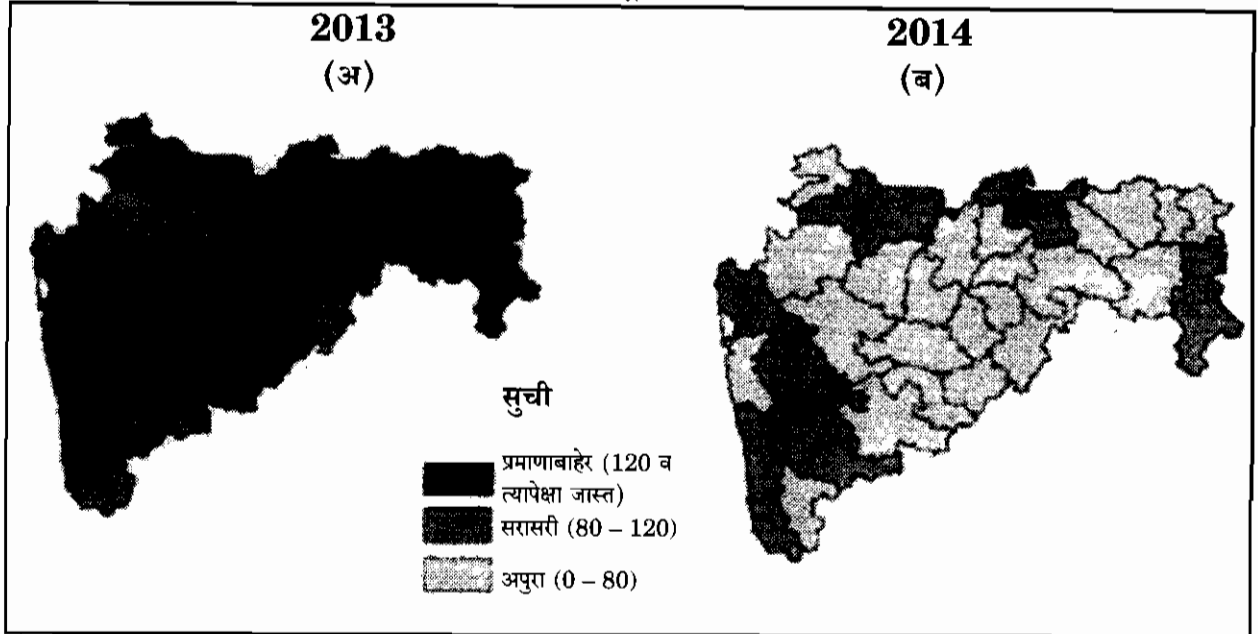 2013
(अ)
2014
(ब)
सुची
प्रमाणाबाहेर (120 व
त्यापेक्षा जास्त)
सरासरी (80 – 120)
अपुरा (0 – 80)